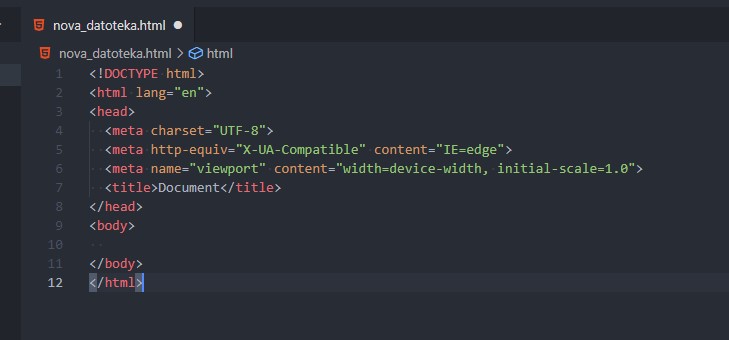 nova_datoteka.html
nova_datoteka.html > html
1 <!DOCTYPE html>
2 <html lang="en">
3 <head>
4 <meta charset="UTF-8">
5 <meta http-equiv="X-UA-Compatible" content="IE=edge">
6 <meta name="viewport" content="width=device-width, initial-scale=1.0">
7 <title>Document</title>
8 </head>
9 <body>
10
11 </body>
12 </html>